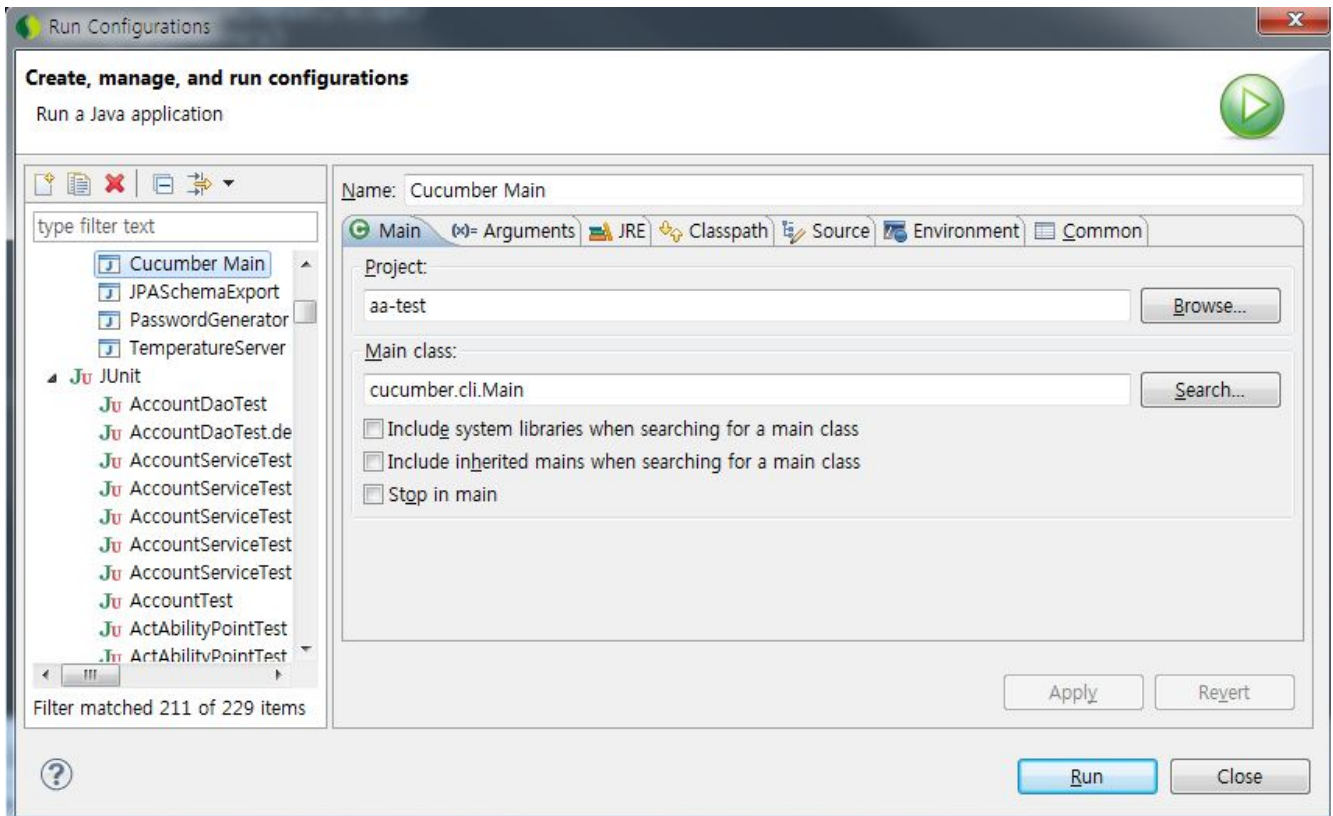 Run Configurations
Create, manage, and run configurations
Run a Java application
type filter text
Cucumber Main
JPASchemaExport
PasswordGenerator
TemperatureServer
JUnit
AccountDaoTest
AccountDaoTest.de
AccountServiceTest
AccountServiceTest
AccountServiceTest
AccountServiceTest
AccountServiceTest
AccountTest
ActAbilityPointTest
ActAbilityPointTest
Filter matched 211 of 229 items
Name: Cucumber Main
Main (x)= Arguments JRE Classpath Source Environment Common
Project:
aa-test Browse...
Main class:
cucumber.cli.Main Search...
Include system libraries when searching for a main class
Include inherited mains when searching for a main class
Stop in main
Apply Revert
Run Close